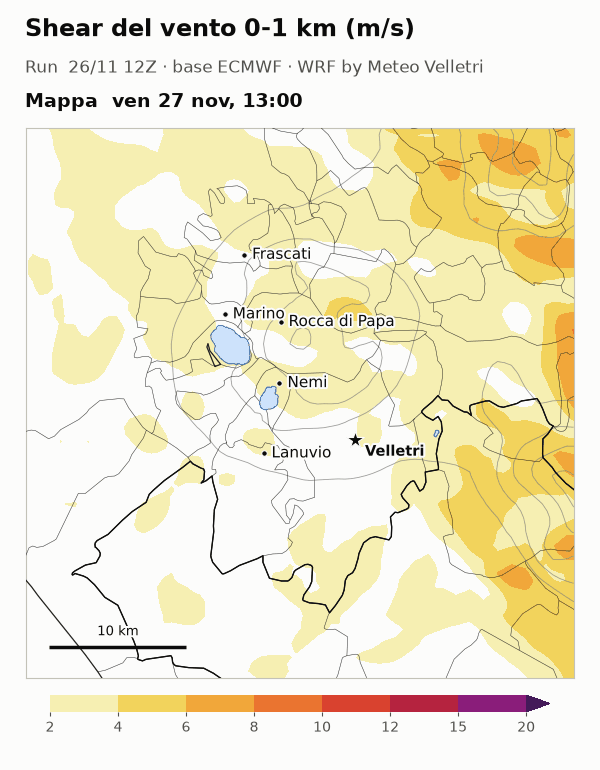 Shear del vento 0-1 km (m/s)
Run  26/11 12Z · base ECMWF · WRF by Meteo Velletri
Mappa  ven 27 nov, 13:00
Frascati
Marino
Rocca di Papa
Nemi
Velletri
Lanuvio
10 km
2 4 6 8 10 12 15 20